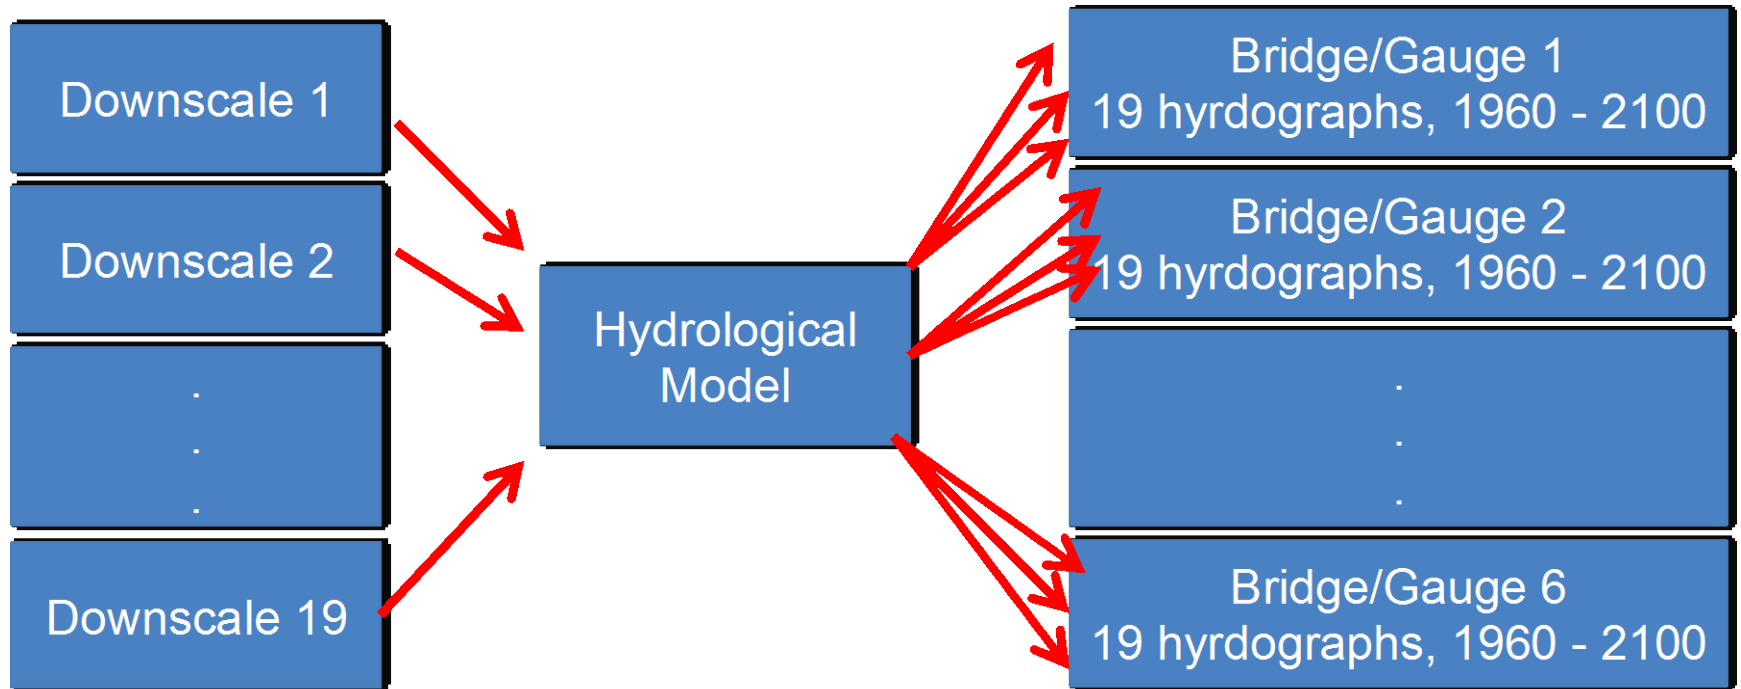 Downscale 1
Downscale 2
.
.
.
Downscale 19
Hydrological
Model
Bridge/Gauge 1
19 hyrdographs, 1960 - 2100
Bridge/Gauge 2
19 hyrdographs, 1960 - 2100
.
.
.
Bridge/Gauge 6
19 hyrdographs, 1960 - 2100